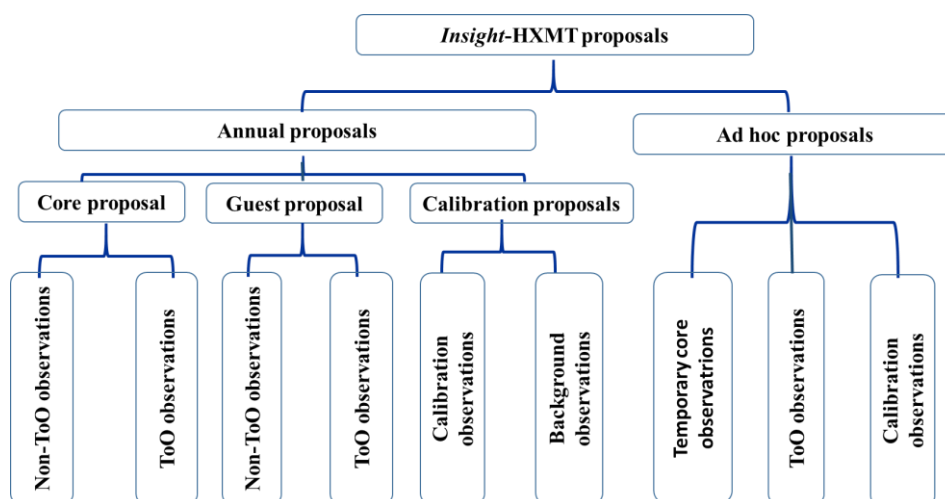 Insight-HXMT proposals
Annual proposals
Ad hoc proposals
Core proposal
Guest proposal
Calibration proposals
Non-ToO observations
ToO observations
Non-ToO observations
ToO observations
Calibration
observations
Background
observations
Temporary core
observatrions
ToO observations
Calibration
observations